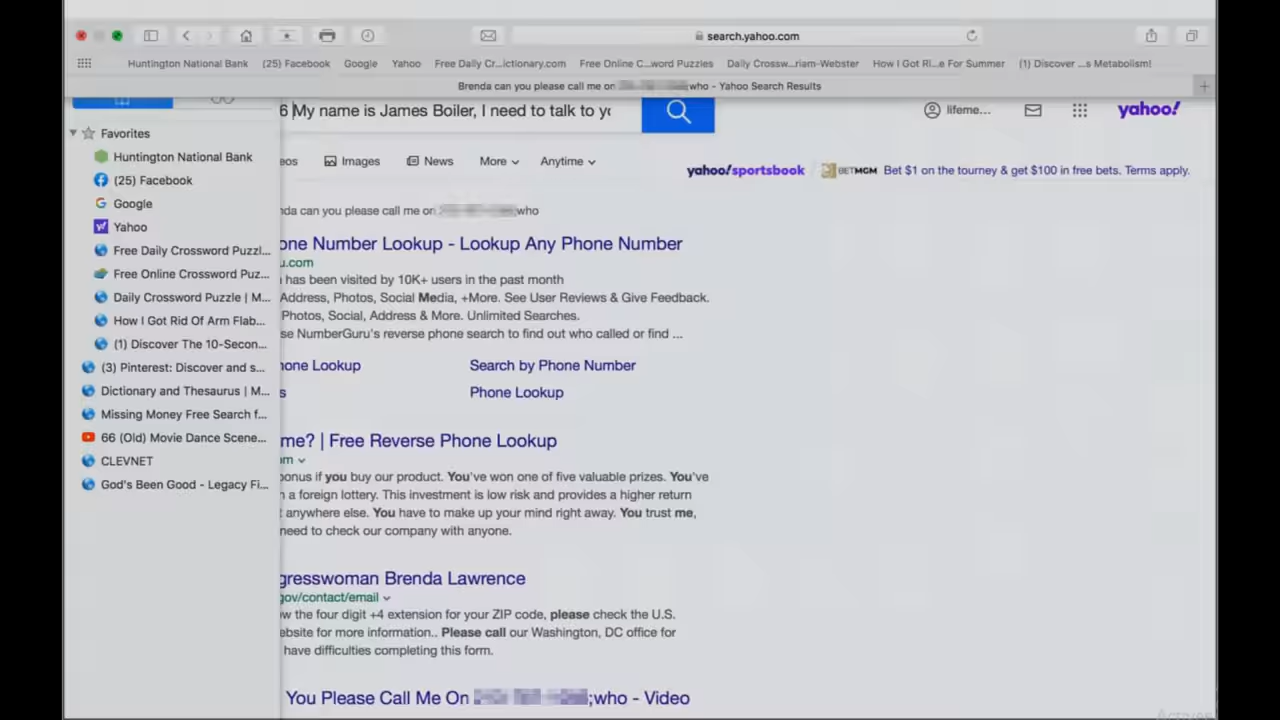 search.yahoo.com
Huntington National Bank
(25) Facebook
Google
Yahoo
Free Daily Cr...ictionary.com
Free Online C...word Puzzles
Daily Crossw...riam-Webster
How I Got Ri...e For Summer
(1) Discover ...s Metabolism!
Brenda can you please call me on ;who - Yahoo Search Results
6 My name is James Boiler, I need to talk to yo
lifeme...
yahoo!
Favorites
Huntington National Bank
(25) Facebook
Google
Yahoo
Free Daily Crossword Puzzl...
Free Online Crossword Puz...
Daily Crossword Puzzle | M...
How I Got Rid Of Arm Flab...
(1) Discover The 10-Secon...
(3) Pinterest: Discover and s...
Dictionary and Thesaurus | M...
Missing Money Free Search f...
66 (Old) Movie Dance Scene...
CLEVNET
God's Been Good - Legacy Fi...
eos
Images
News
More
Anytime
yahoo!sportsbook
BETMGM
Bet $1 on the tourney & get $100 in free bets. Terms apply.
nda can you please call me on ;who
one Number Lookup - Lookup Any Phone Number
u.com
has been visited by 10K+ users in the past month
Address, Photos, Social Media, +More. See User Reviews & Give Feedback.
Photos, Social, Address & More. Unlimited Searches.
se NumberGuru's reverse phone search to find out who called or find ...
hone Lookup
Search by Phone Number
s
Phone Lookup
me? | Free Reverse Phone Lookup
om
bonus if you buy our product. You've won one of five valuable prizes. You've
n a foreign lottery. This investment is low risk and provides a higher return
t anywhere else. You have to make up your mind right away. You trust me,
need to check our company with anyone.
gresswoman Brenda Lawrence
gov/contact/email
ow the four digit +4 extension for your ZIP code, please check the U.S.
ebsite for more information.. Please call our Washington, DC office for
have difficulties completing this form.
You Please Call Me On ;who - Video